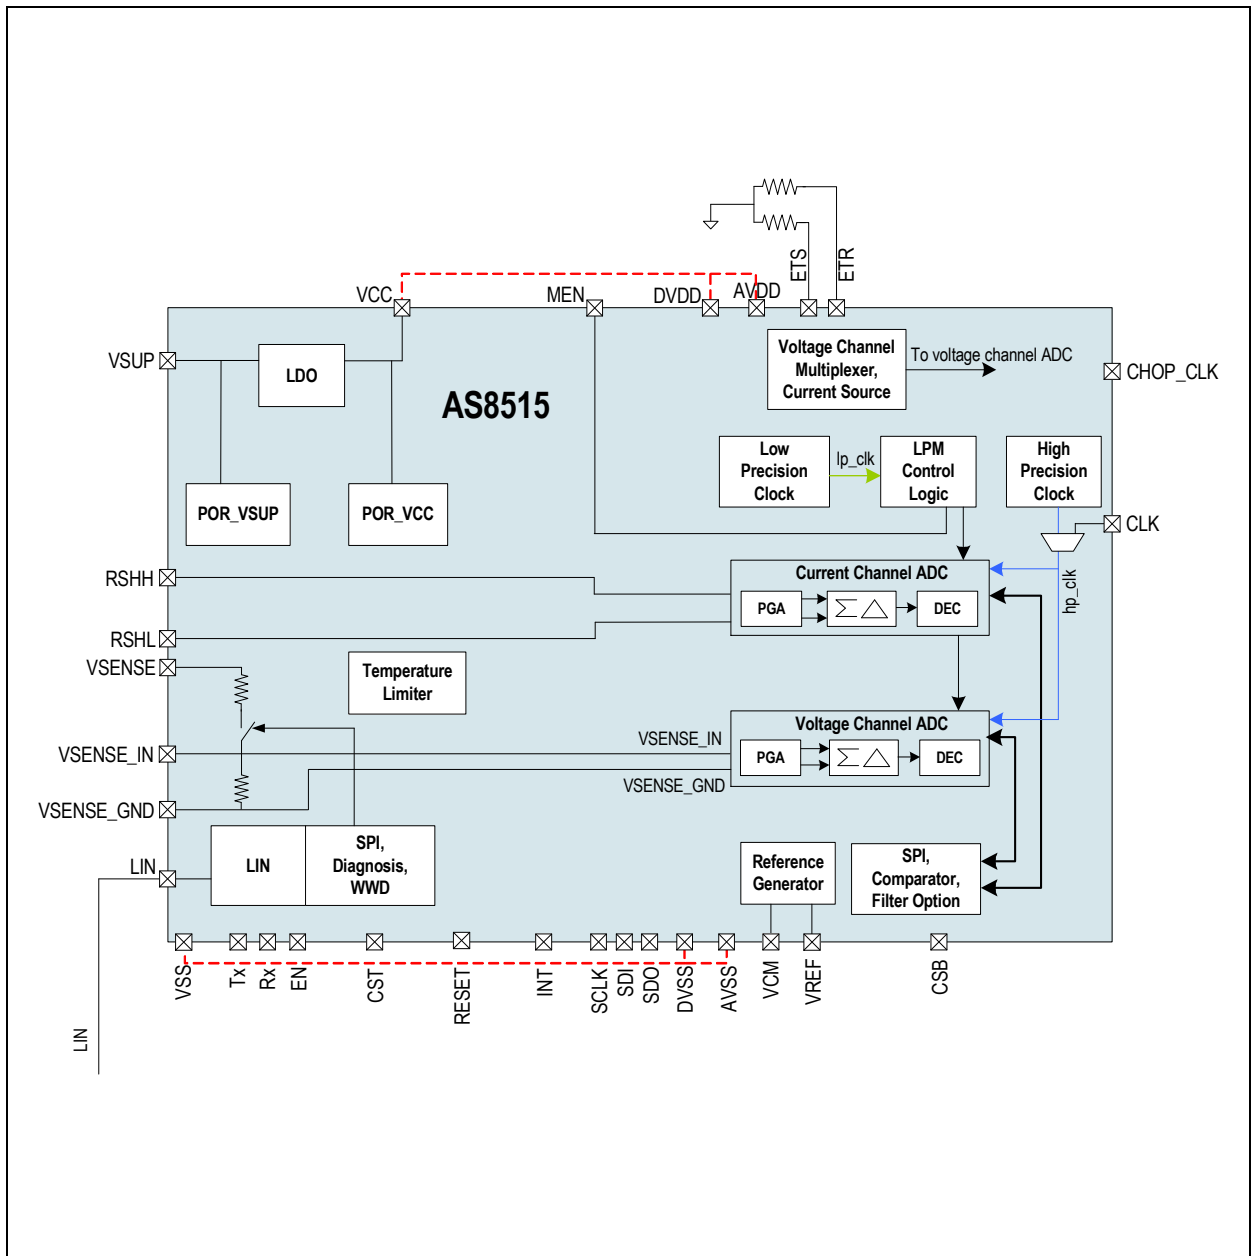 ETS
ETR
VCC
MEN
DVDD
AVDD
VSUP
LDO
AS8515
Voltage Channel
Multiplexer,
Current Source
To voltage channel ADC
CHOP_CLK
POR_VSUP
POR_VCC
Low
Precision
Clock
lp_clk
LPM
Control
Logic
High
Precision
Clock
CLK
hp_clk
RSHH
RSHL
Current Channel ADC
PGA
Σ△
DEC
VSENSE
Temperature
Limiter
VSENSE_IN
VSENSE_GND
VSENSE_IN
VSENSE_GND
Voltage Channel ADC
PGA
Σ△
DEC
LIN
LIN
SPI,
Diagnosis,
WWD
Reference
Generator
SPI,
Comparator,
Filter Option
VSS
Tx
Rx
EN
CST
RESET
INT
SCLK
SDI
SDO
DVSS
AVSS
VCM
VREF
CSB
LIN